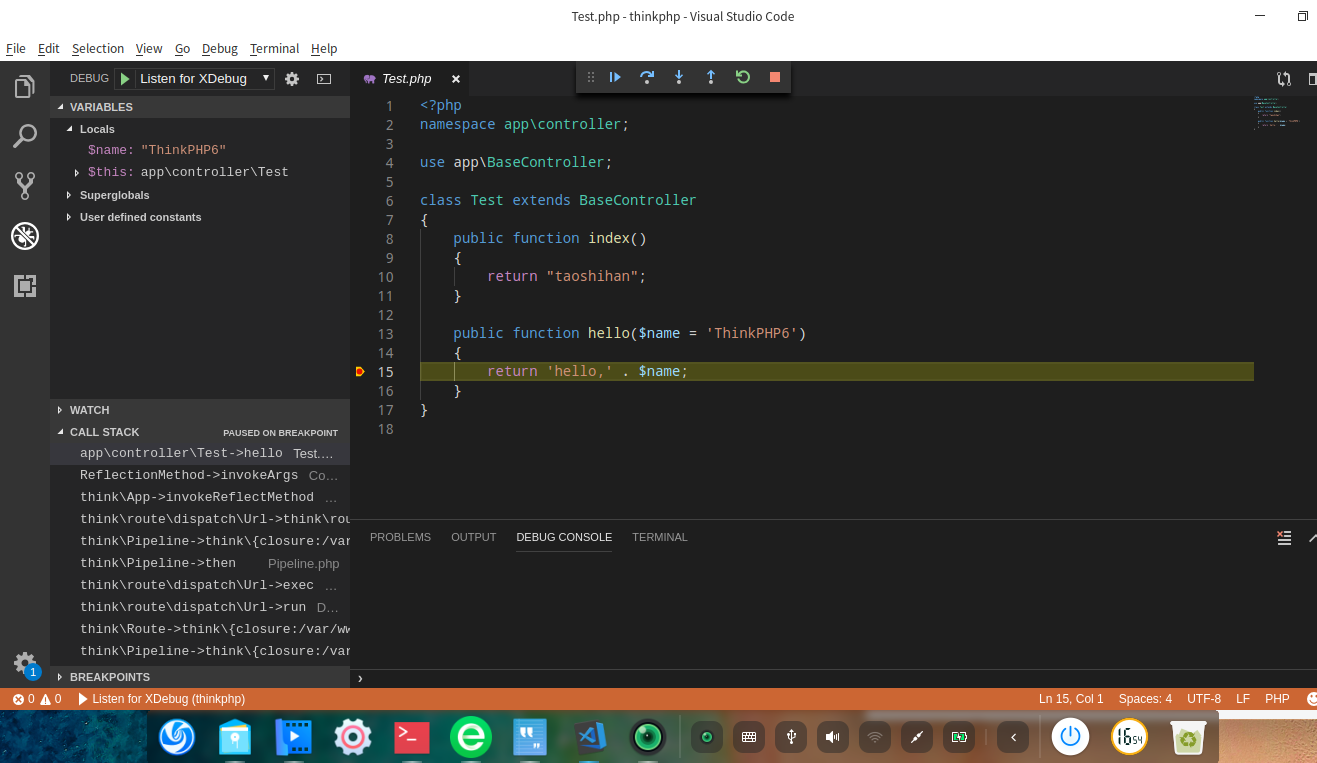 Test.php - thinkphp - Visual Studio Code
File Edit Selection View Go Debug Terminal Help
DEBUG Listen for XDebug
Test.php
VARIABLES
Locals
$name: "ThinkPHP6"
$this: app\controller\Test
Superglobals
User defined constants
WATCH
CALL STACK PAUSED ON BREAKPOINT
app\controller\Test->hello Test.…
ReflectionMethod->invokeArgs Co…
think\App->invokeReflectMethod …
think\route\dispatch\Url->think\rou
think\Pipeline->think\{closure:/var
think\Pipeline->then Pipeline.php
think\route\dispatch\Url->exec …
think\route\dispatch\Url->run D…
think\Route->think\{closure:/var/ww
think\Pipeline->think\{closure:/var
BREAKPOINTS
1 <?php
2 namespace app\controller;
3
4 use app\BaseController;
5
6 class Test extends BaseController
7 {
8     public function index()
9     {
10         return "taoshihan";
11     }
12
13     public function hello($name = 'ThinkPHP6')
14     {
15         return 'hello,' . $name;
16     }
17 }
18
PROBLEMS OUTPUT DEBUG CONSOLE TERMINAL
›
1
0 0 Listen for XDebug (thinkphp) Ln 15, Col 1 Spaces: 4 UTF-8 LF PHP
16 54